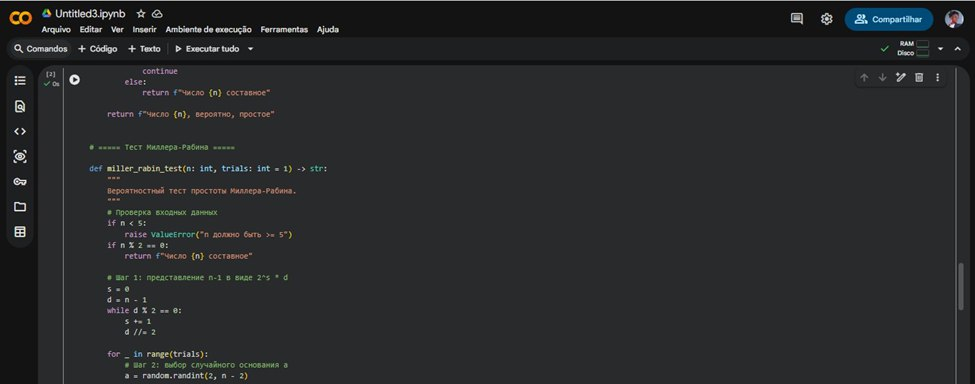 CO Untitled3.ipynb
Arquivo Editar Ver Inserir Ambiente de execução Ferramentas Ajuda
Compartilhar
Comandos + Código + Texto Executar tudo
RAM
Disco
[2]
0s
continue
else:
return f"Число {n} составное"
return f"Число {n}, вероятно, простое"
# ===== Тест Миллера-Рабина =====
def miller_rabin_test(n: int, trials: int = 1) -> str:
"""
Вероятностный тест простоты Миллера-Рабина.
"""
# Проверка входных данных
if n < 5:
raise ValueError("n должно быть >= 5")
if n % 2 == 0:
return f"Число {n} составное"
# Шаг 1: представление n-1 в виде 2^s * d
s = 0
d = n - 1
while d % 2 == 0:
s += 1
d //= 2
for _ in range(trials):
# Шаг 2: выбор случайного основания a
a = random.randint(2, n - 2)